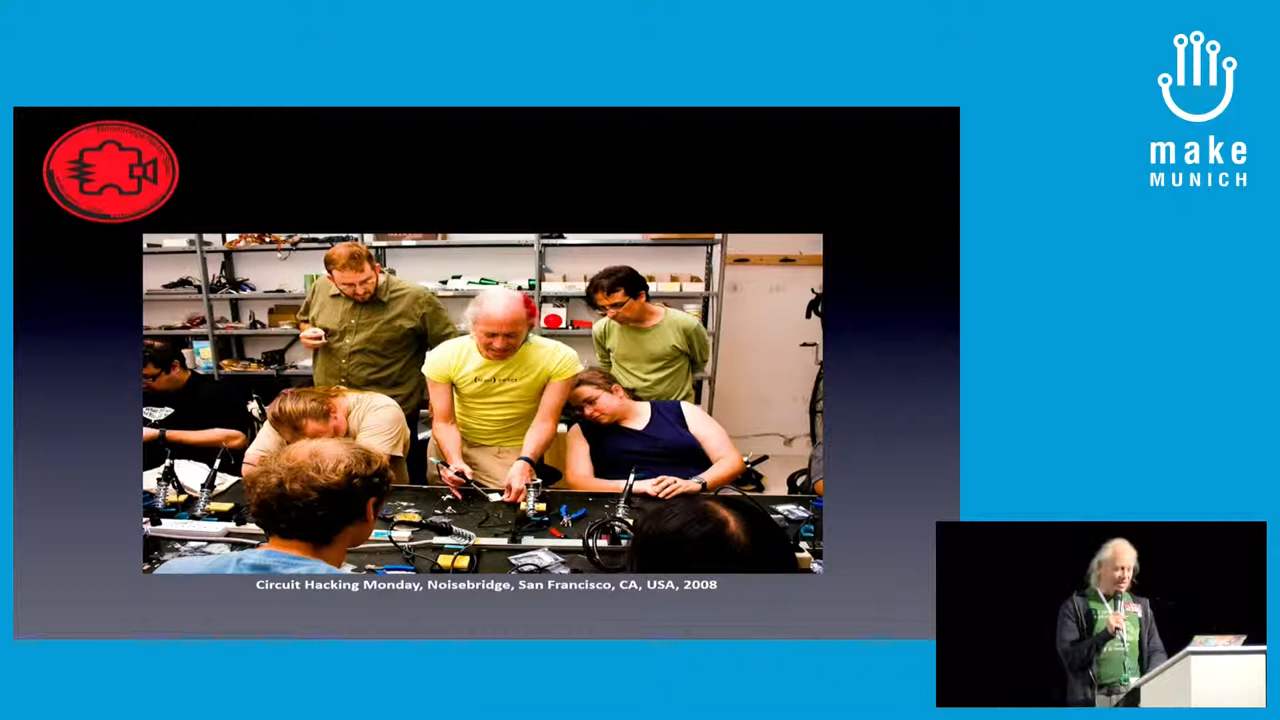 make
MUNICH
Circuit Hacking Monday, Noisebridge, San Francisco, CA, USA, 2008